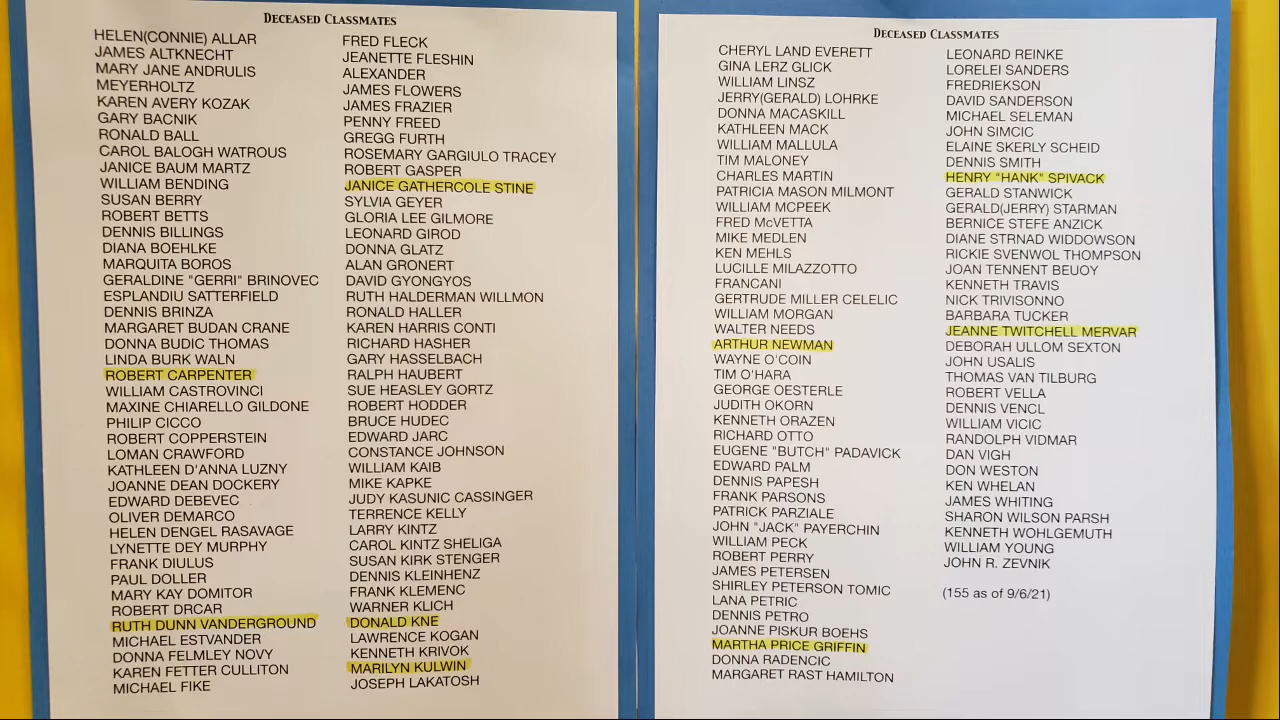 DECEASED CLASSMATES
HELEN(CONNIE) ALLAR
JAMES ALTKNECHT
MARY JANE ANDRULIS
MEYERHOLTZ
KAREN AVERY KOZAK
GARY BACNIK
RONALD BALL
CAROL BALOGH WATROUS
JANICE BAUM MARTZ
WILLIAM BENDING
SUSAN BERRY
ROBERT BETTS
DENNIS BILLINGS
DIANA BOEHLKE
MARQUITA BOROS
GERALDINE "GERRI" BRINOVEC
ESPLANDIU SATTERFIELD
DENNIS BRINZA
MARGARET BUDAN CRANE
DONNA BUDIC THOMAS
LINDA BURK WALN
ROBERT CARPENTER
WILLIAM CASTROVINCI
MAXINE CHIARELLO GILDONE
PHILIP CICCO
ROBERT COPPERSTEIN
LOMAN CRAWFORD
KATHLEEN D'ANNA LUZNY
JOANNE DEAN DOCKERY
EDWARD DEBEVEC
OLIVER DEMARCO
HELEN DENGEL RASAVAGE
LYNETTE DEY MURPHY
FRANK DIULUS
PAUL DOLLER
MARY KAY DOMITOR
ROBERT DRCAR
RUTH DUNN VANDERGROUND
MICHAEL ESTVANDER
DONNA FELMLEY NOVY
KAREN FETTER CULLITON
MICHAEL FIKE
FRED FLECK
JEANETTE FLESHIN
ALEXANDER
JAMES FLOWERS
JAMES FRAZIER
PENNY FREED
GREGG FURTH
ROSEMARY GARGIULO TRACEY
ROBERT GASPER
JANICE GATHERCOLE STINE
SYLVIA GEYER
GLORIA LEE GILMORE
LEONARD GIROD
DONNA GLATZ
ALAN GRONERT
DAVID GYONGYOS
RUTH HALDERMAN WILLMON
RONALD HALLER
KAREN HARRIS CONTI
RICHARD HASHER
GARY HASSELBACH
RALPH HAUBERT
SUE HEASLEY GORTZ
ROBERT HODDER
BRUCE HUDEC
EDWARD JARC
CONSTANCE JOHNSON
WILLIAM KAIB
MIKE KAPKE
JUDY KASUNIC CASSINGER
TERRENCE KELLY
LARRY KINTZ
CAROL KINTZ SHELIGA
SUSAN KIRK STENGER
DENNIS KLEINHENZ
FRANK KLEMENC
WARNER KLICH
DONALD KNE
LAWRENCE KOGAN
KENNETH KRIVOK
MARILYN KULWIN
JOSEPH LAKATOSH
DECEASED CLASSMATES
CHERYL LAND EVERETT
GINA LERZ GLICK
WILLIAM LINSZ
JERRY(GERALD) LOHRKE
DONNA MACASKILL
KATHLEEN MACK
WILLIAM MALLULA
TIM MALONEY
CHARLES MARTIN
PATRICIA MASON MILMONT
WILLIAM MCPEEK
FRED McVETTA
MIKE MEDLEN
KEN MEHLS
LUCILLE MILAZZOTTO
FRANCANI
GERTRUDE MILLER CELELIC
WILLIAM MORGAN
WALTER NEEDS
ARTHUR NEWMAN
WAYNE O'COIN
TIM O'HARA
GEORGE OESTERLE
JUDITH OKORN
KENNETH ORAZEN
RICHARD OTTO
EUGENE "BUTCH" PADAVICK
EDWARD PALM
DENNIS PAPESH
FRANK PARSONS
PATRICK PARZIALE
JOHN "JACK" PAYERCHIN
WILLIAM PECK
ROBERT PERRY
JAMES PETERSEN
SHIRLEY PETERSON TOMIC
LANA PETRIC
DENNIS PETRO
JOANNE PISKUR BOEHS
MARTHA PRICE GRIFFIN
DONNA RADENCIC
MARGARET RAST HAMILTON
LEONARD REINKE
LORELEI SANDERS
FREDRIEKSON
DAVID SANDERSON
MICHAEL SELEMAN
JOHN SIMCIC
ELAINE SKERLY SCHEID
DENNIS SMITH
HENRY "HANK" SPIVACK
GERALD STANWICK
GERALD(JERRY) STARMAN
BERNICE STEFE ANZICK
DIANE STRNAD WIDDOWSON
RICKIE SVENWOL THOMPSON
JOAN TENNENT BEUOY
KENNETH TRAVIS
NICK TRIVISONNO
BARBARA TUCKER
JEANNE TWITCHELL MERVAR
DEBORAH ULLOM SEXTON
JOHN USALIS
THOMAS VAN TILBURG
ROBERT VELLA
DENNIS VENCL
WILLIAM VICIC
RANDOLPH VIDMAR
DAN VIGH
DON WESTON
KEN WHELAN
JAMES WHITING
SHARON WILSON PARSH
KENNETH WOHLGEMUTH
WILLIAM YOUNG
JOHN R. ZEVNIK
(155 as of 9/6/21)